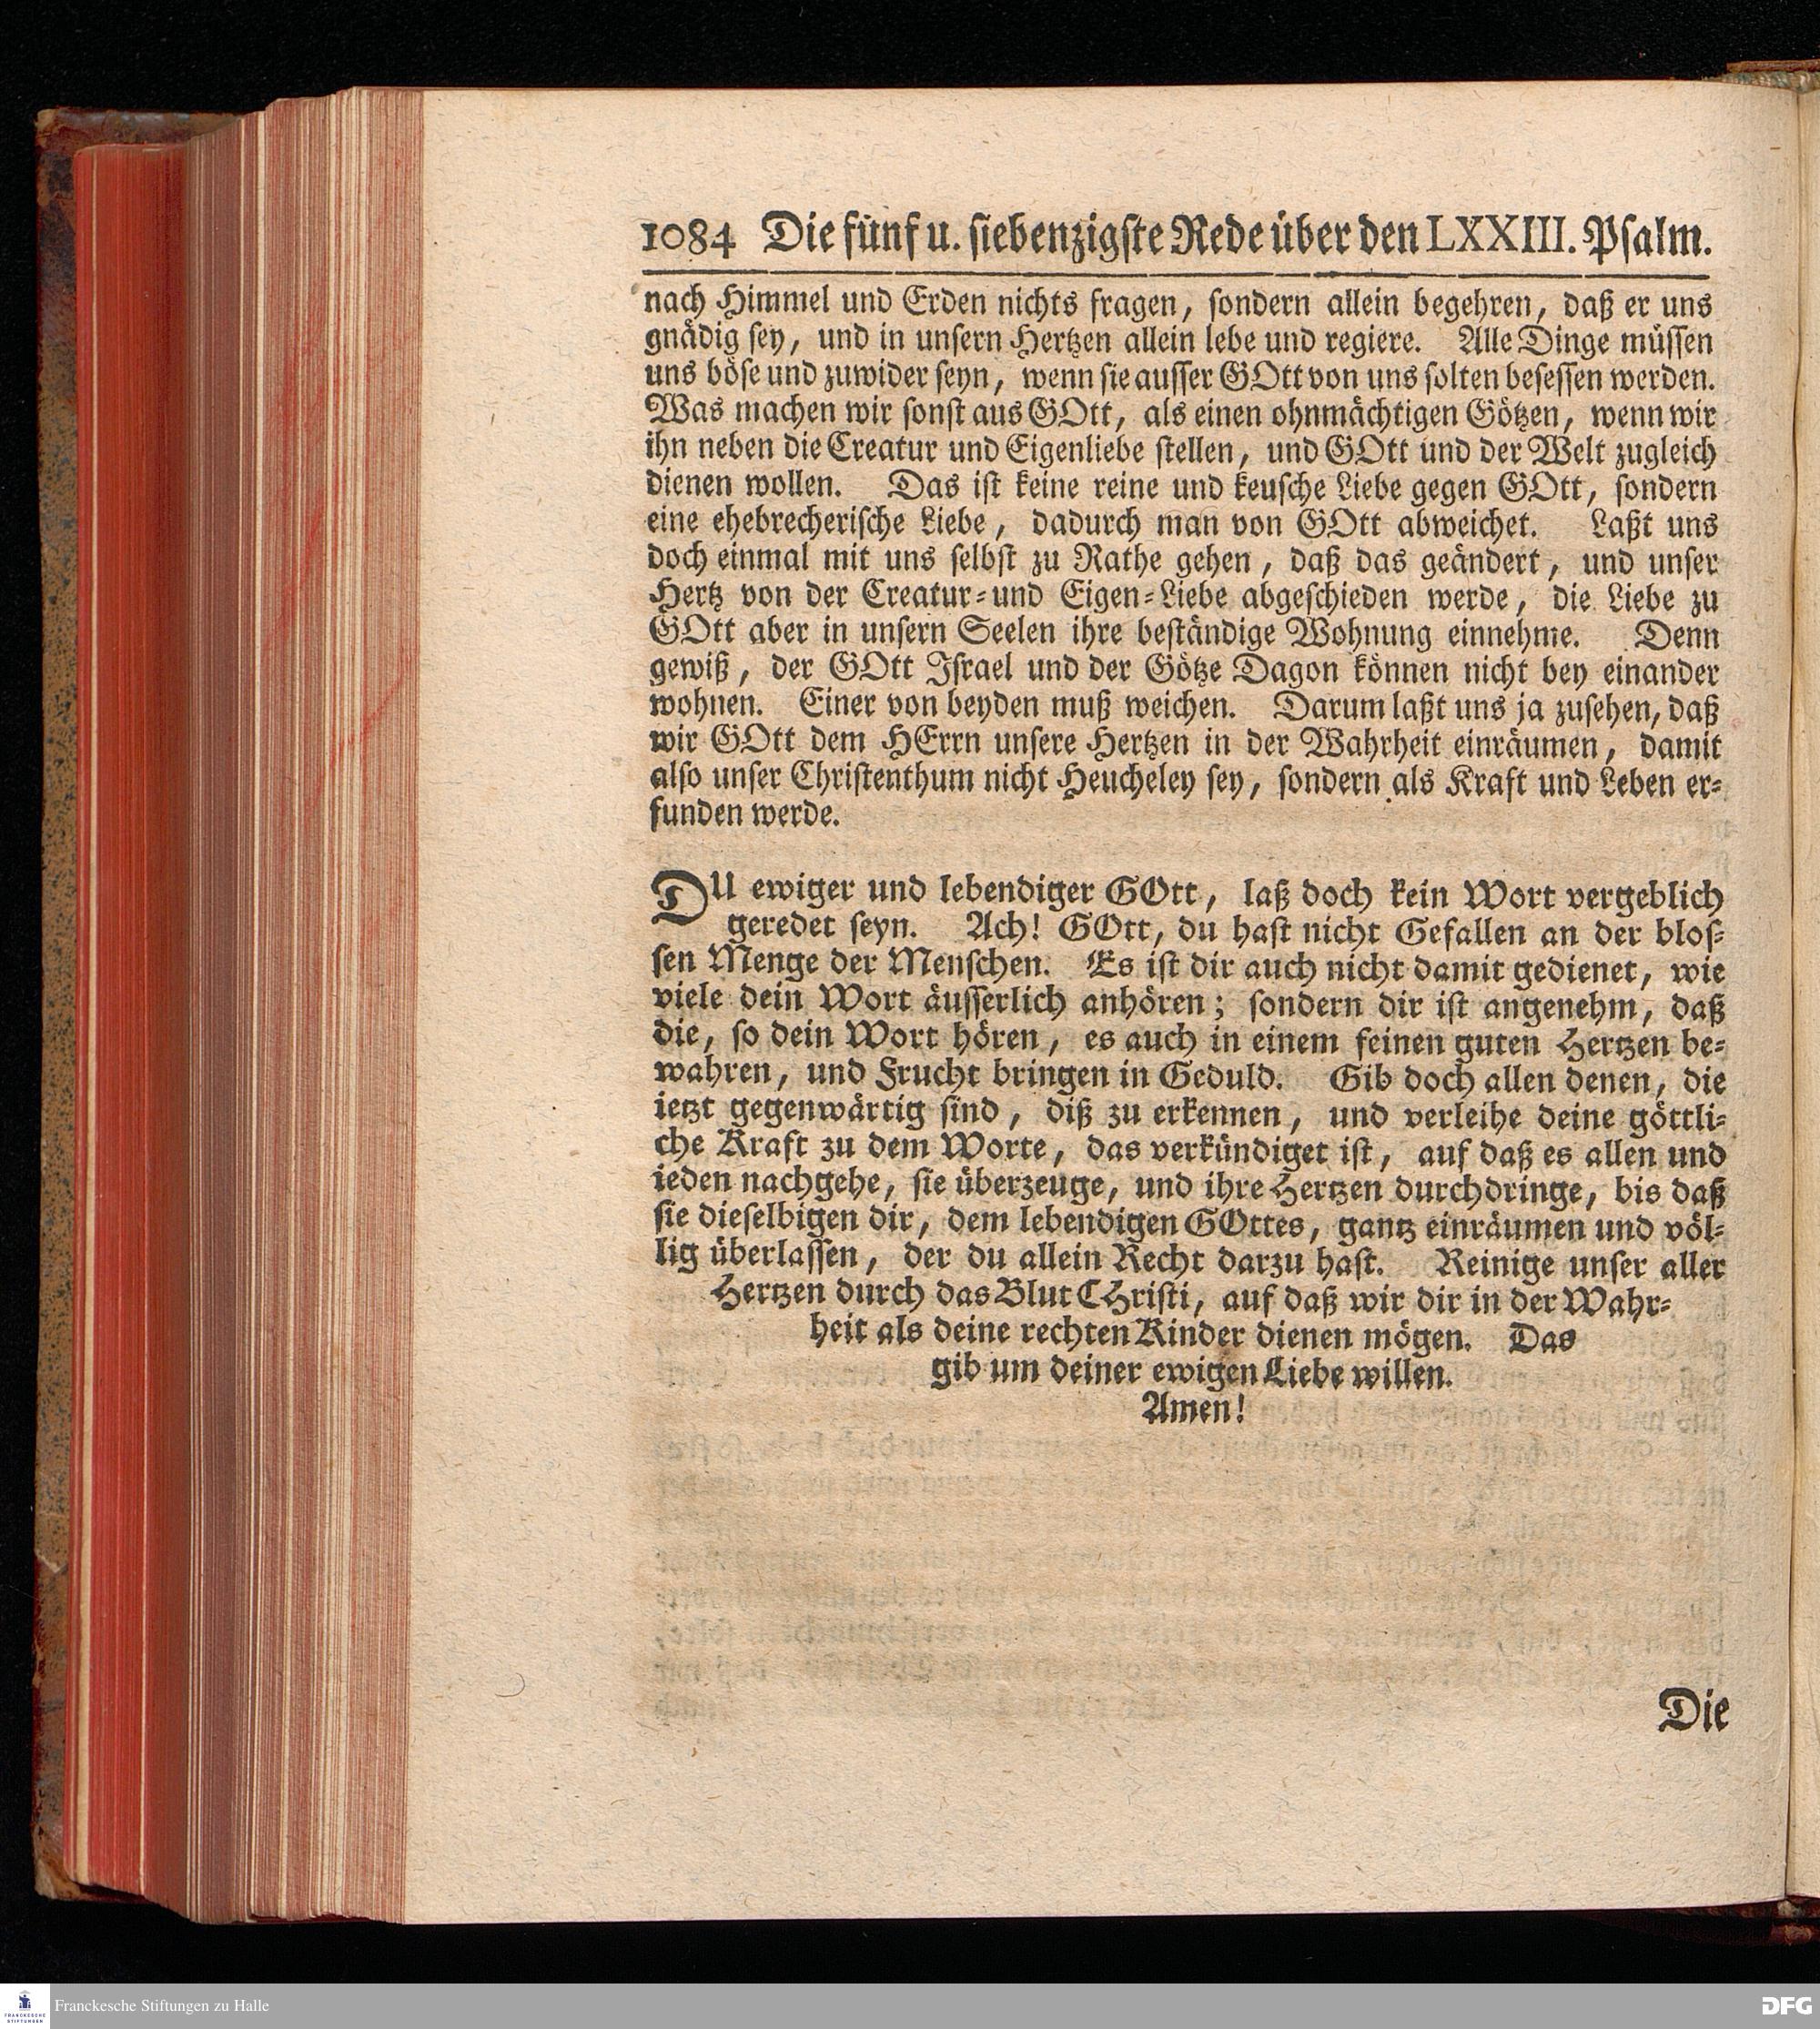 1084 Die fünf u. siebenzigste Rede über den LXXIII. Psalm.
nach Himmel und Erden nichts fragen, sondern allein begehren, daß er uns
gnädig sey, und in unsern Hertzen allein lebe und regiere. Alle Dinge müssen
uns böse und zuwider seyn, wenn sie ausser GOtt von uns solten besessen werden.
Was machen wir sonst aus GOtt, als einen ohnmächtigen Götzen, wenn wir
ihn neben die Creatur und Eigenliebe stellen, und GOtt und der Welt zugleich
dienen wollen. Das ist keine reine und keusche Liebe gegen GOtt, sondern
eine ehebrecherische Liebe, dadurch man von GOtt abweichet. Laßt uns
doch einmal mit uns selbst zu Rathe gehen, daß das geändert, und unser
Hertz von der Creatur- und Eigen-Liebe abgeschieden werde, die Liebe zu
GOtt aber in unsern Seelen ihre beständige Wohnung einnehme. Denn
gewiß, der GOtt Israel und der Götze Dagon können nicht bey einander
wohnen. Einer von beyden muß weichen. Darum laßt uns ja zusehen, daß
wir GOtt dem HErrn unsere Hertzen in der Wahrheit einräumen, damit
also unser Christenthum nicht Heucheley sey, sondern als Kraft und Leben er-
funden werde.
DU ewiger und lebendiger GOtt, laß doch kein Wort vergeblich
geredet seyn. Ach! GOtt, du hast nicht Gefallen an der blos-
sen Menge der Menschen. Es ist dir auch nicht damit gedienet, wie
viele dein Wort äusserlich anhören; sondern dir ist angenehm, daß
die, so dein Wort hören, es auch in einem feinen guten Hertzen be-
wahren, und Frucht bringen in Geduld. Gib doch allen denen, die
ietzt gegenwärtig sind, diß zu erkennen, und verleihe deine göttli-
che Kraft zu dem Worte, das verkündiget ist, auf daß es allen und
ieden nachgehe, sie überzeuge, und ihre Hertzen durchdringe, bis daß
sie dieselbigen dir, dem lebendigen GOttes, gantz einräumen und völ-
lig überlassen, der du allein Recht darzu hast. Reinige unser aller
Hertzen durch das Blut CHristi, auf daß wir dir in der Wahr-
heit als deine rechten Kinder dienen mögen. Das
gib um deiner ewigen Liebe willen.
Amen!
Die
Franckesche Stiftungen zu Halle
FRANCKESCHE
STIFTUNGEN
DFG